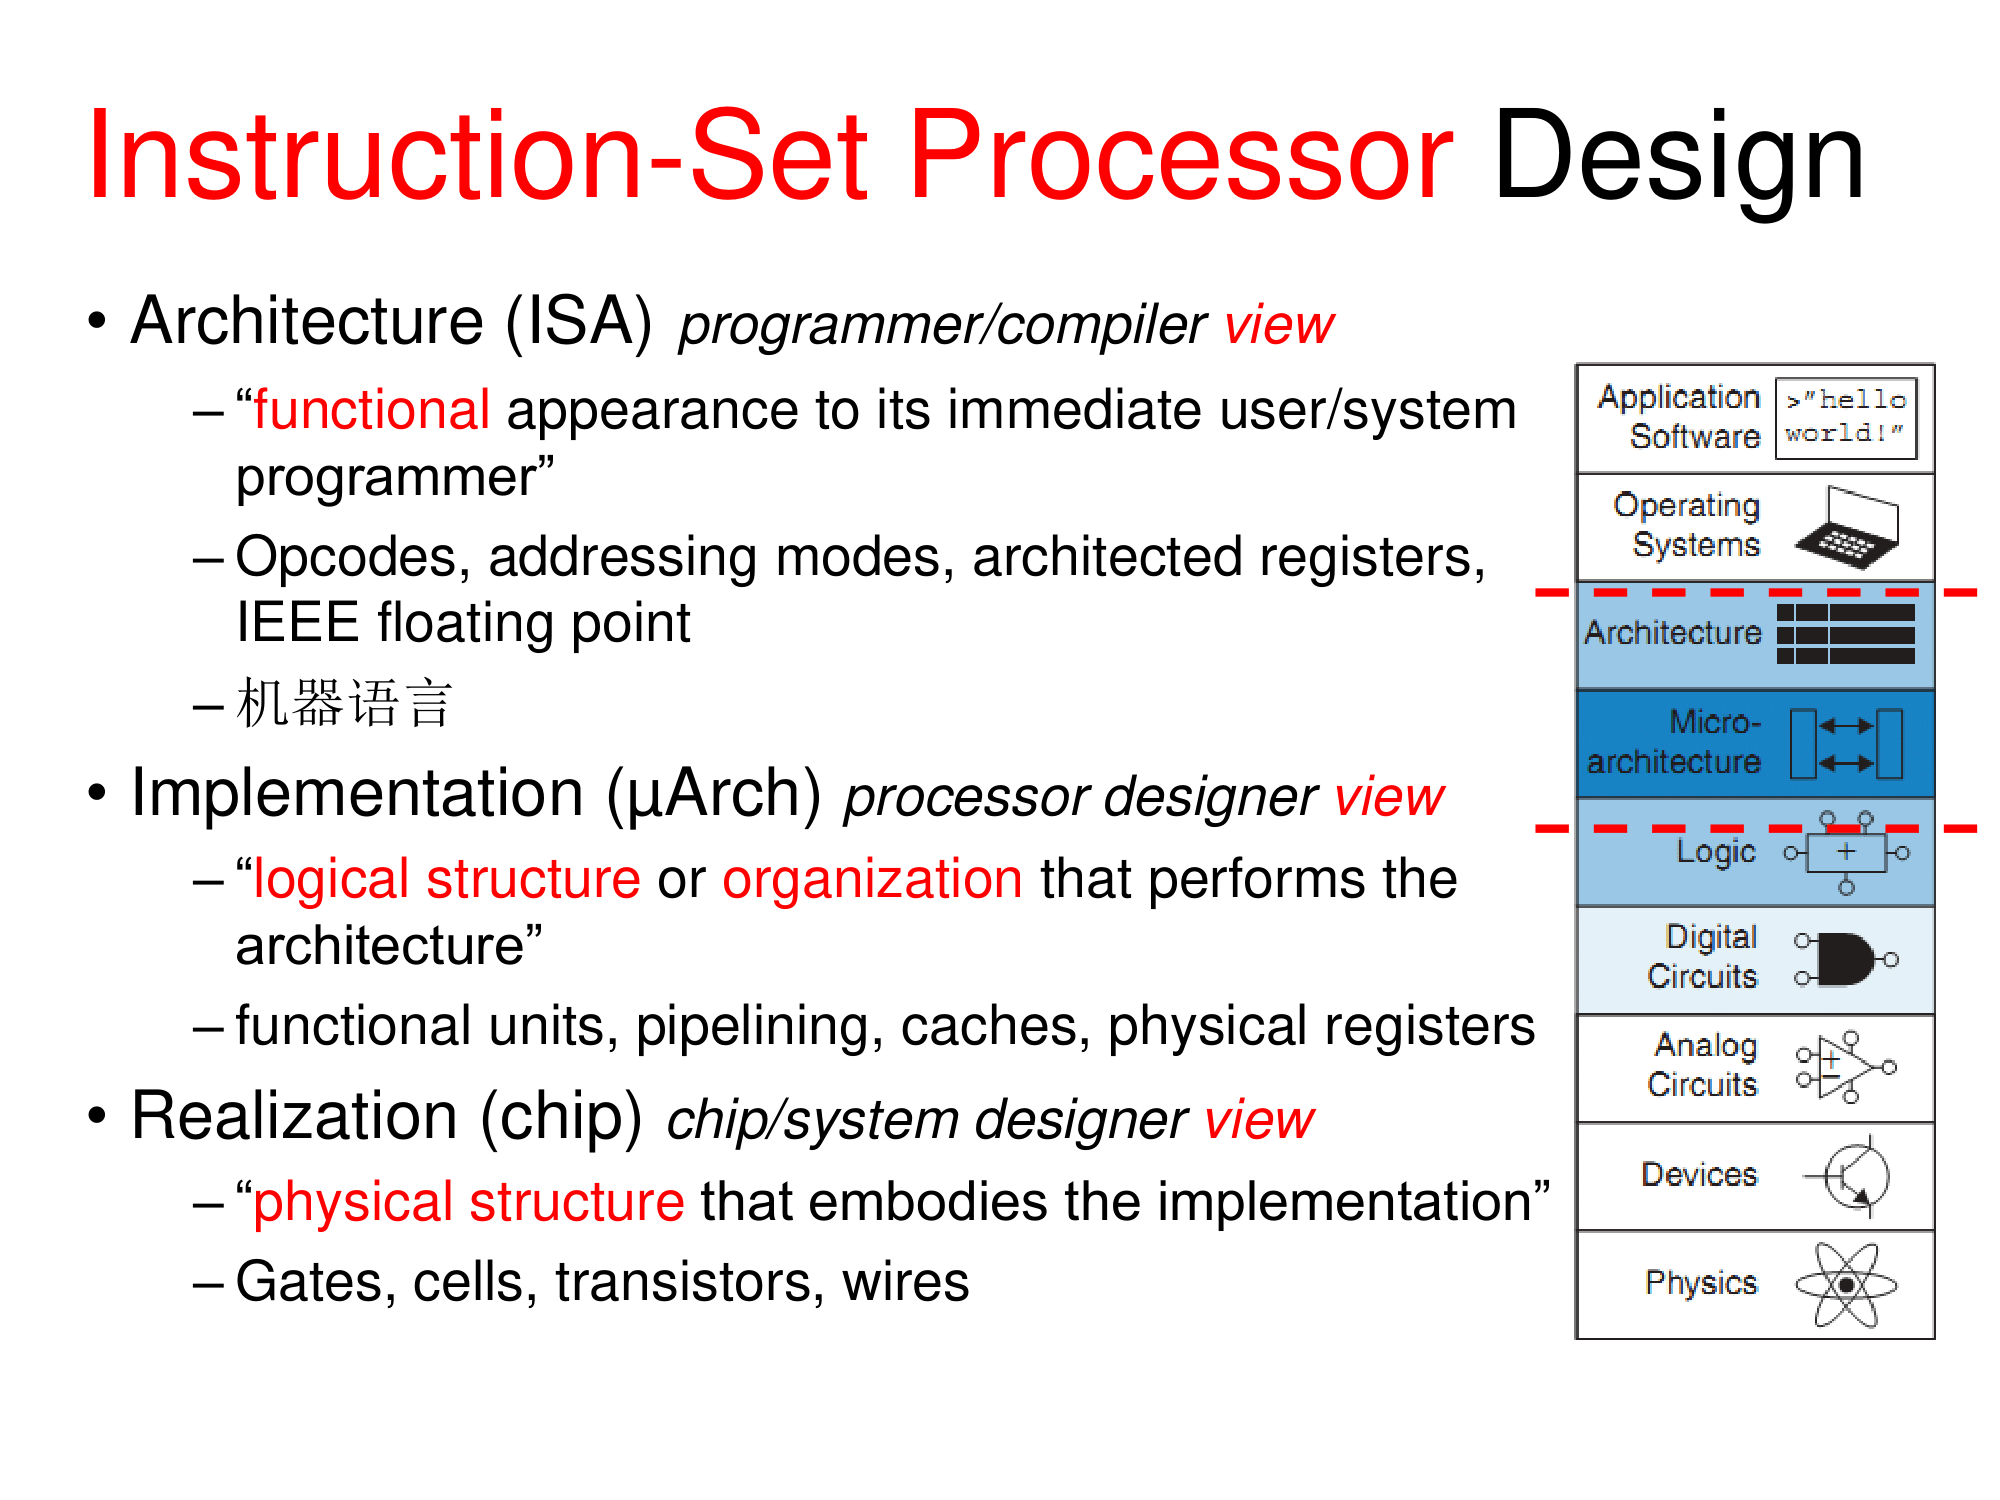 Instruction-Set Processor Design
• Architecture (ISA) programmer/compiler view
– “functional appearance to its immediate user/system
programmer”
– Opcodes, addressing modes, architected registers,
IEEE floating point
– 机器语言
• Implementation (μArch) processor designer view
– “logical structure or organization that performs the
architecture”
– functional units, pipelining, caches, physical registers
• Realization (chip) chip/system designer view
– “physical structure that embodies the implementation”
– Gates, cells, transistors, wires
Application
Software
>"hello
world!"
Operating
Systems
Architecture
Micro-
architecture
Logic
+
Digital
Circuits
Analog
Circuits
+
−
Devices
Physics